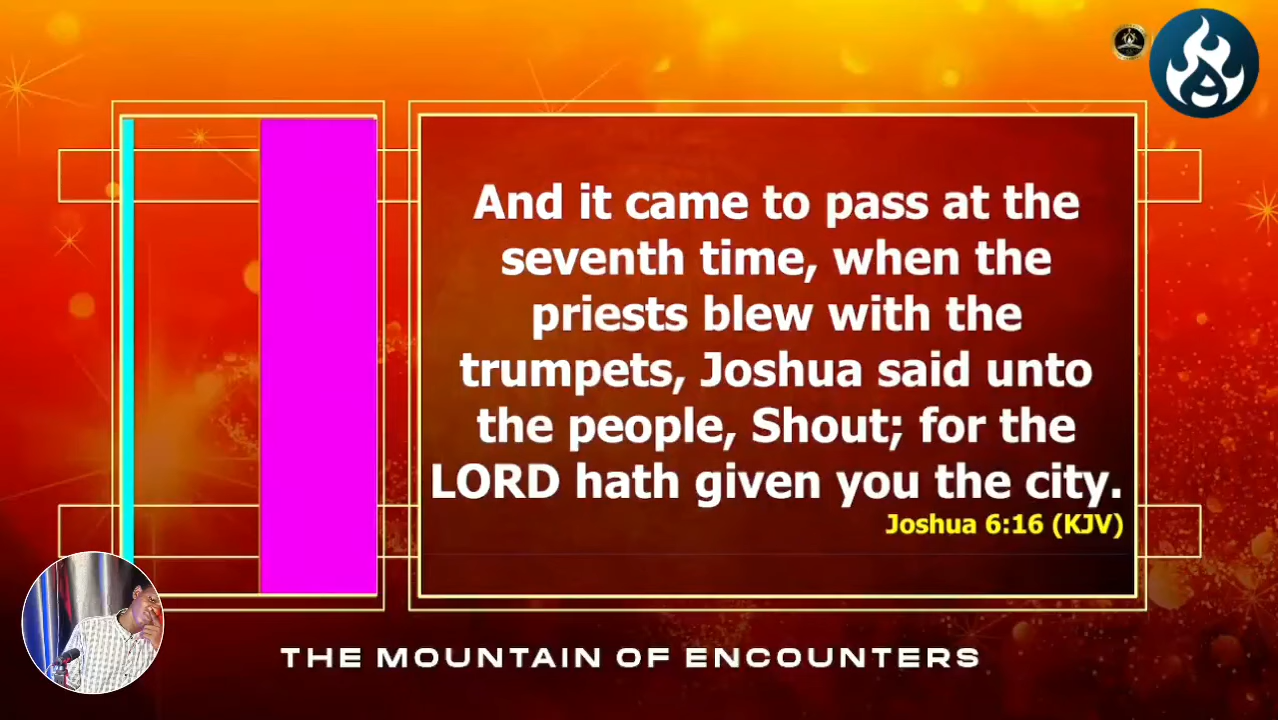 And it came to pass at the
seventh time, when the
priests blew with the
trumpets, Joshua said unto
the people, Shout; for the
LORD hath given you the city.
Joshua 6:16 (KJV)
THE MOUNTAIN OF ENCOUNTERS